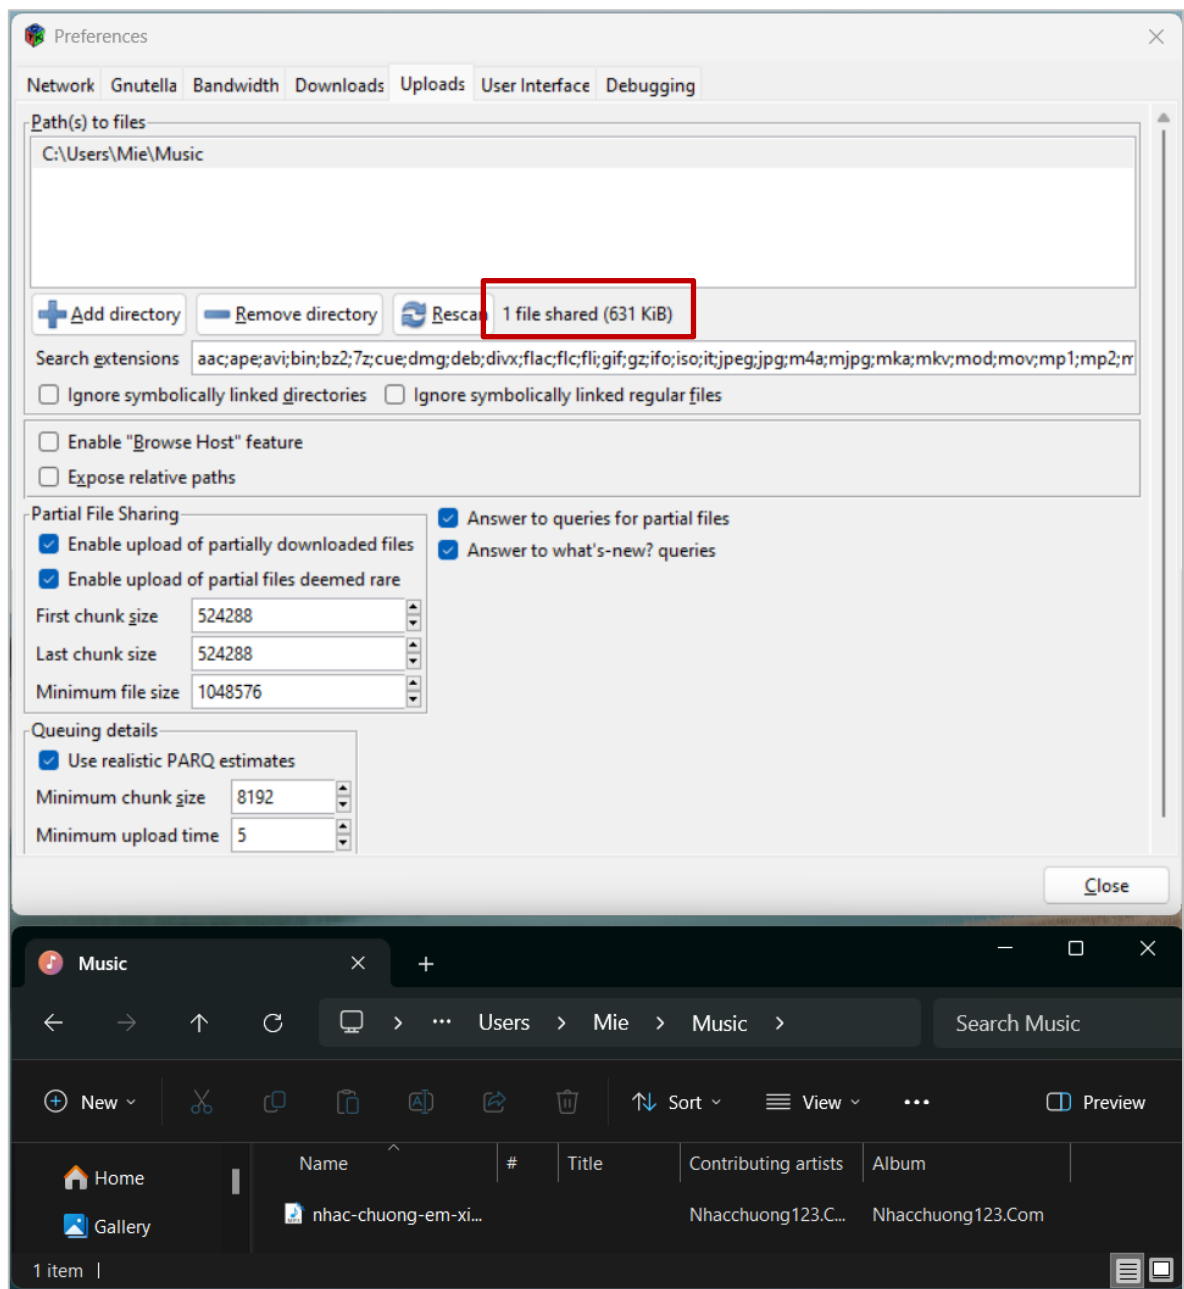 Preferences
Network Gnutella Bandwidth Downloads Uploads User Interface Debugging
Path(s) to files
C:\Users\Mie\Music
Add directory Remove directory Rescan 1 file shared (631 KiB)
Search extensions aac;ape;avi;bin;bz2;7z;cue;dmg;deb;divx;flac;flc;fli;gif;gz;ifo;iso;it;jpeg;jpg;m4a;mjpg;mka;mkv;mod;mov;mp1;mp2;m
Ignore symbolically linked directories Ignore symbolically linked regular files
Enable "Browse Host" feature
Expose relative paths
Partial File Sharing
Enable upload of partially downloaded files
Enable upload of partial files deemed rare
First chunk size 524288
Last chunk size 524288
Minimum file size 1048576
Answer to queries for partial files
Answer to what's-new? queries
Queuing details
Use realistic PARQ estimates
Minimum chunk size 8192
Minimum upload time 5
Close
Music
Users Mie Music Search Music
New Sort View Preview
Home
Gallery
Name # Title Contributing artists Album
nhac-chuong-em-xi... Nhacchuong123.C... Nhacchuong123.Com
1 item